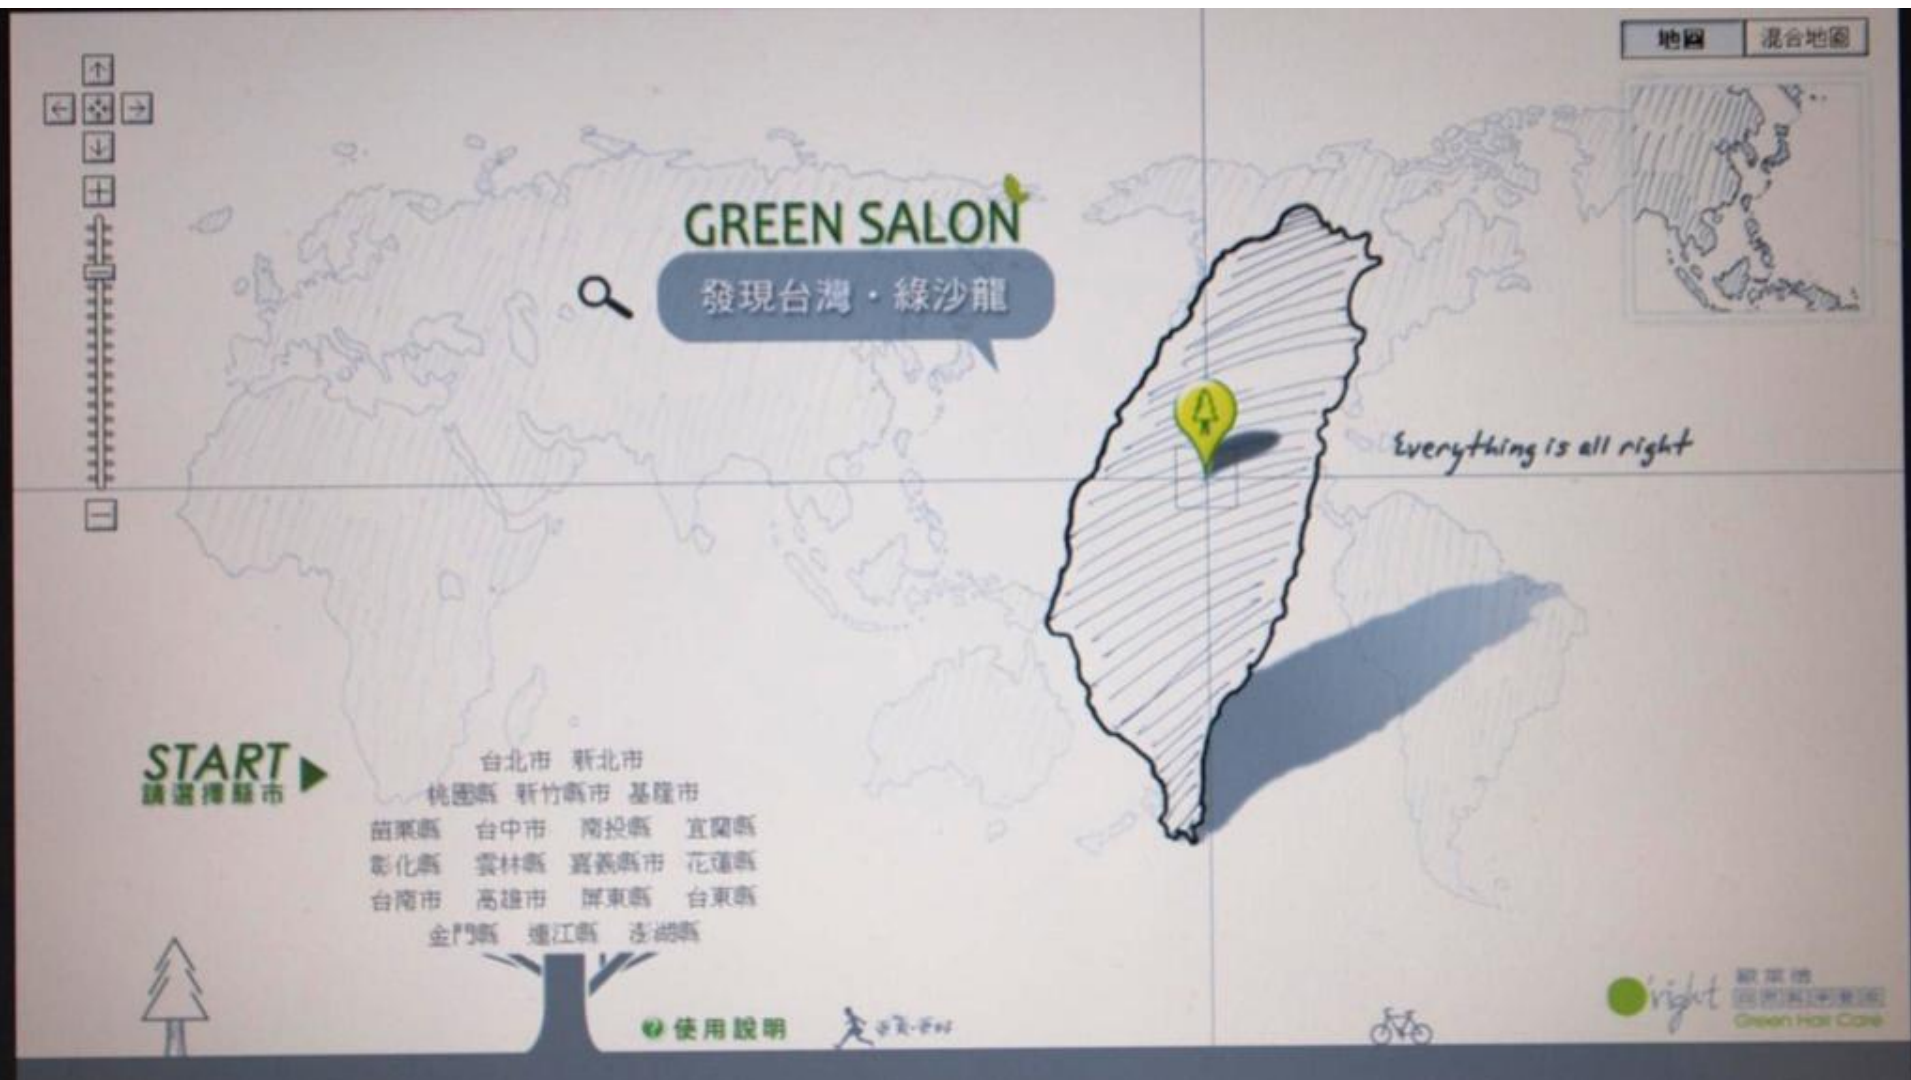 地圖 混合地圖
GREEN SALON
發現台灣・綠沙龍
Everything is all right
START
請選擇縣市
台北市 新北市
桃園縣 新竹縣市 基隆市
苗栗縣 台中市 南投縣 宜蘭縣
彰化縣 雲林縣 嘉義縣市 花蓮縣
台南市 高雄市 屏東縣 台東縣
金門縣 連江縣 澎湖縣
? 使用說明
O'right 歐萊德
Green Hair Care